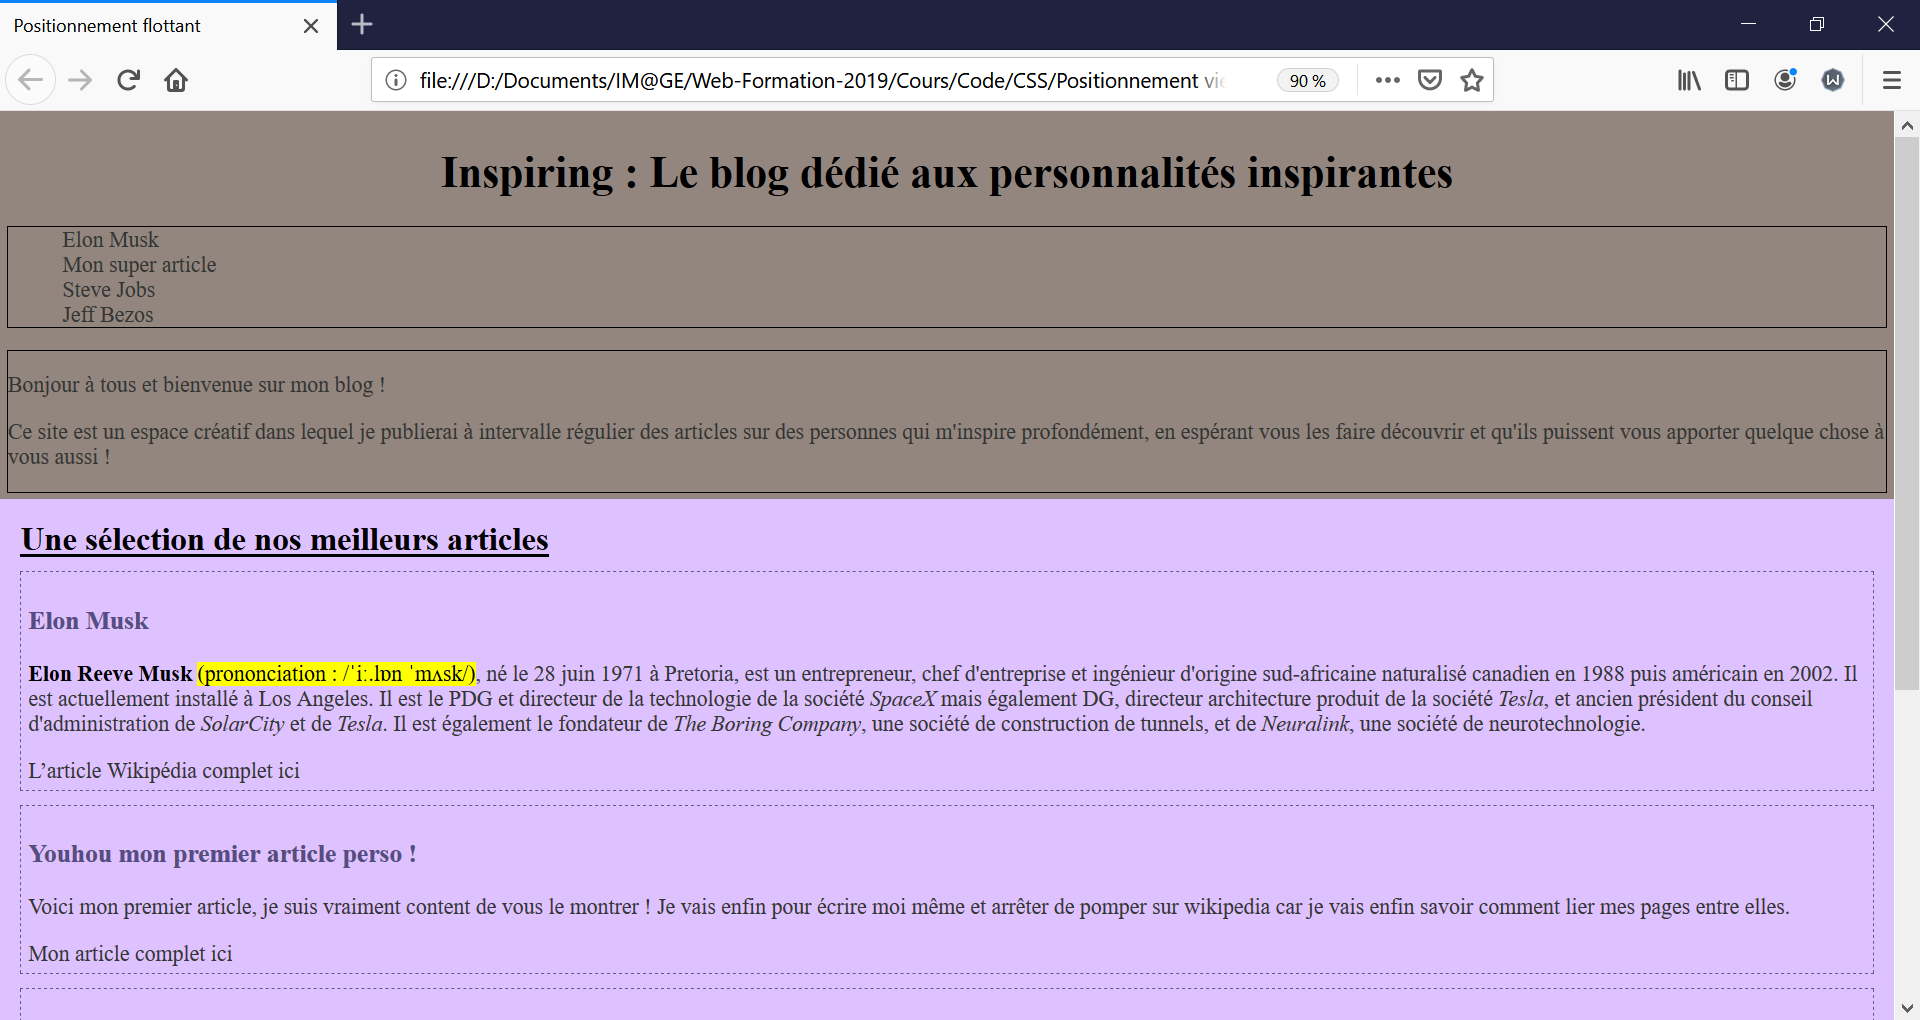 Positionnement flottant
file:///D:/Documents/IM@GE/Web-Formation-2019/Cours/Code/CSS/Positionnement
90 %
Inspiring : Le blog dédié aux personnalités inspirantes
Elon Musk
Mon super article
Steve Jobs
Jeff Bezos
Bonjour à tous et bienvenue sur mon blog !
Ce site est un espace créatif dans lequel je publierai à intervalle régulier des articles sur des personnes qui m'inspire profondément, en espérant vous les faire découvrir et qu'ils puissent vous apporter quelque chose à
vous aussi !
Une sélection de nos meilleurs articles
Elon Musk
Elon Reeve Musk (prononciation : /ˈiː.lɒn ˈmʌsk/), né le 28 juin 1971 à Pretoria, est un entrepreneur, chef d'entreprise et ingénieur d'origine sud-africaine naturalisé canadien en 1988 puis américain en 2002. Il
est actuellement installé à Los Angeles. Il est le PDG et directeur de la technologie de la société SpaceX mais également DG, directeur architecture produit de la société Tesla, et ancien président du conseil
d'administration de SolarCity et de Tesla. Il est également le fondateur de The Boring Company, une société de construction de tunnels, et de Neuralink, une société de neurotechnologie.
L’article Wikipédia complet ici
Youhou mon premier article perso !
Voici mon premier article, je suis vraiment content de vous le montrer ! Je vais enfin pour écrire moi même et arrêter de pomper sur wikipedia car je vais enfin savoir comment lier mes pages entre elles.
Mon article complet ici